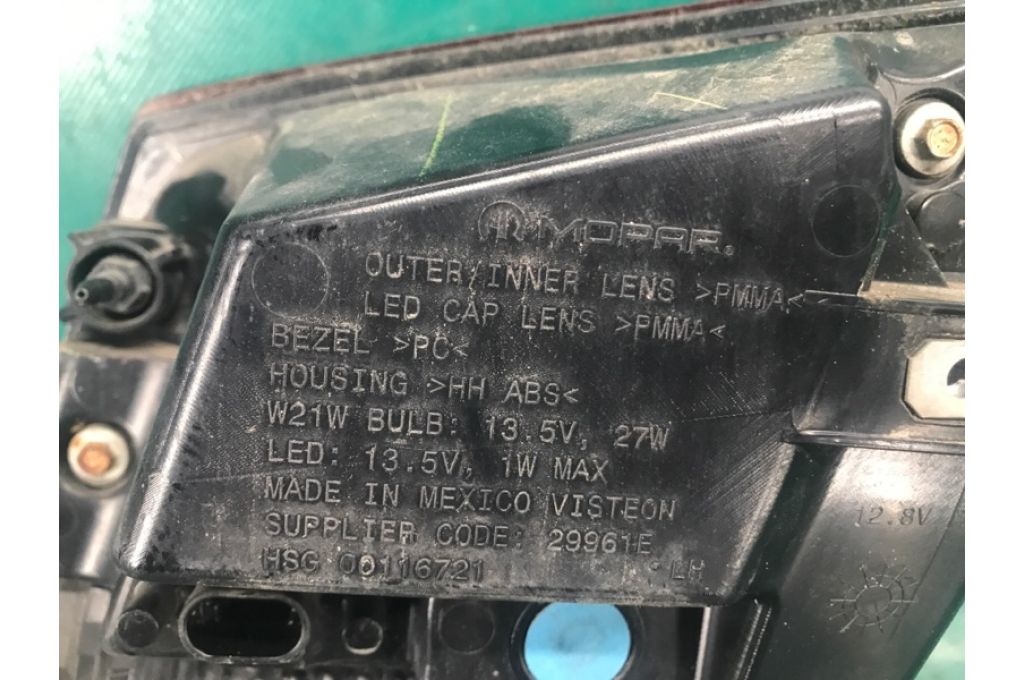 MOPAR®
OUTER/INNER LENS >PMMA<
LED CAP LENS >PMMA<
BEZEL >PC<
HOUSING >HH ABS<
W21W BULB: 13.5V, 27W
LED: 13.5V, 1W MAX
MADE IN MEXICO VISTEON
SUPPLIER CODE: 29961E
HSG 00116721 LH
12.8V